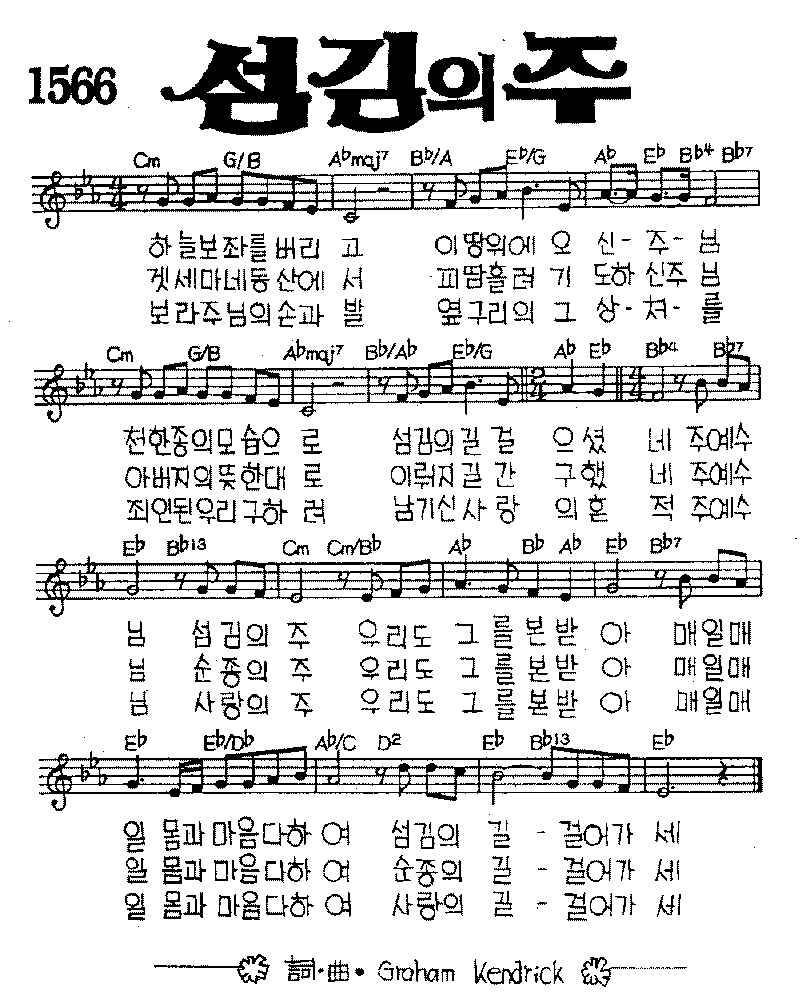 1566 섬김의주
Cm G/B A♭maj7 B♭/A E♭/G A♭ E♭ B♭4 B♭7
하늘보좌를버리 고 이땅위에 오 신-주-님
겟세마네동산에 서 피땀흘려 기 도하신주 님
보라주님의손과 발 옆구리의 그 상-처-를
Cm G/B A♭maj7 B♭/A♭ E♭/G A♭ E♭ B♭4 B♭7
천한종의모습으 로 섬김의길 걸 으셨 네 주예수
아버지의뜻한대 로 이뤄지길 간 구했 네 주예수
죄인된우리구하 려 남기신사 랑 의흔 적 주예수
E♭ B♭13 Cm Cm/B♭ A♭ B♭ A♭ E♭ B♭7
님 섬김의 주 우리도 그 를본받 아 매일매
님 순종의 주 우리도 그 를본받 아 매일매
님 사랑의 주 우리도 그 를본받 아 매일매
E♭ E♭/D♭ A♭/C D2 E♭ B♭13 E♭
일 몸과마음다하 여 섬김의 길 - 걸어가 세
일 몸과마음다하 여 순종의 길 - 걸어가 세
일 몸과마음다하 여 사랑의 길 - 걸어가 세
詞·曲· Graham Kendrick